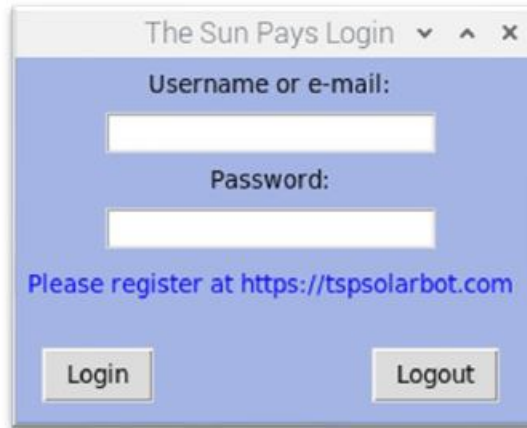 The Sun Pays Login
Username or e-mail:
Password:
Please register at https://tspsolarbot.com
Login
Logout